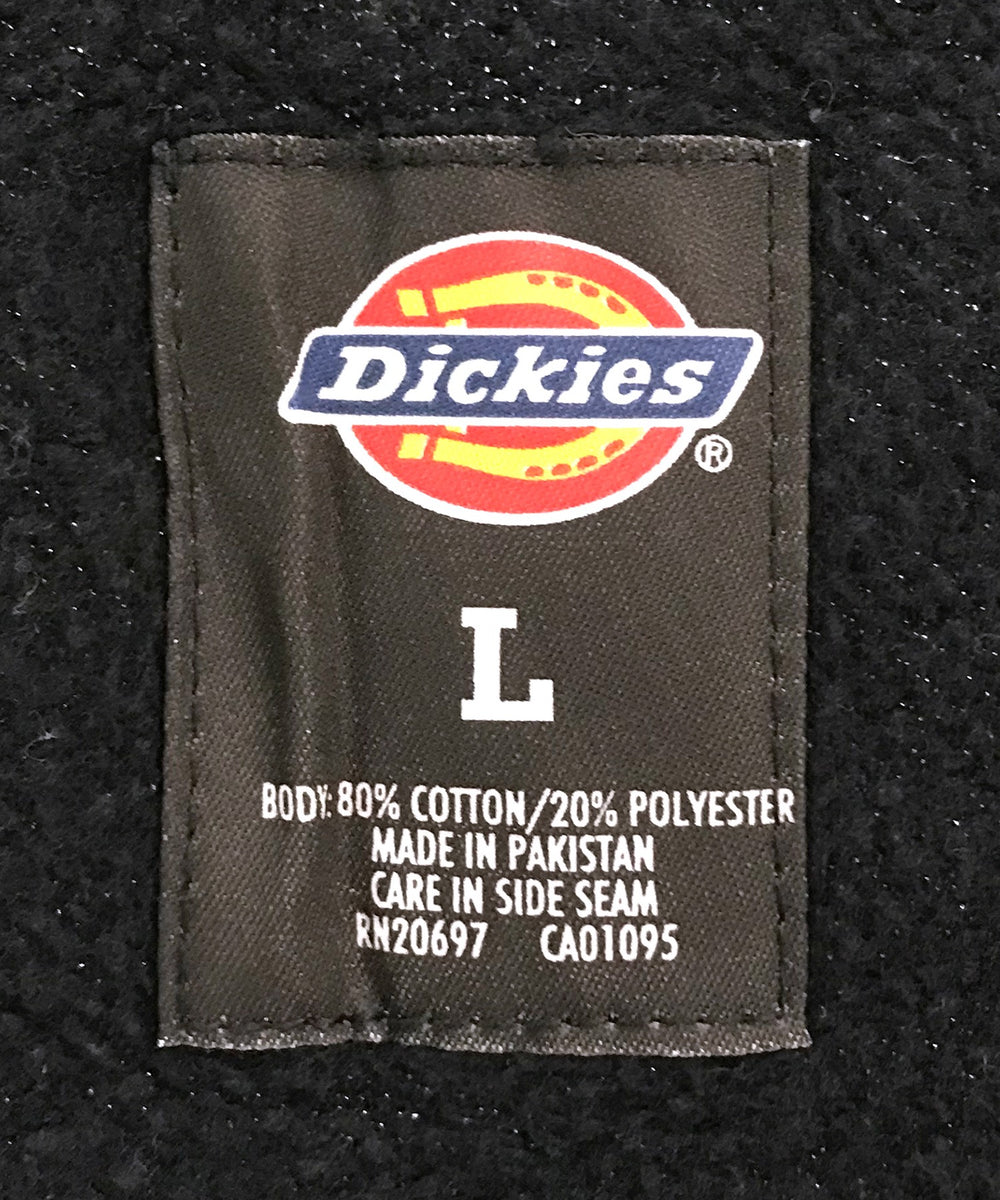 Dickies
®
L
BODY: 80% COTTON/20% POLYESTER
MADE IN PAKISTAN
CARE IN SIDE SEAM
RN20697 CA01095